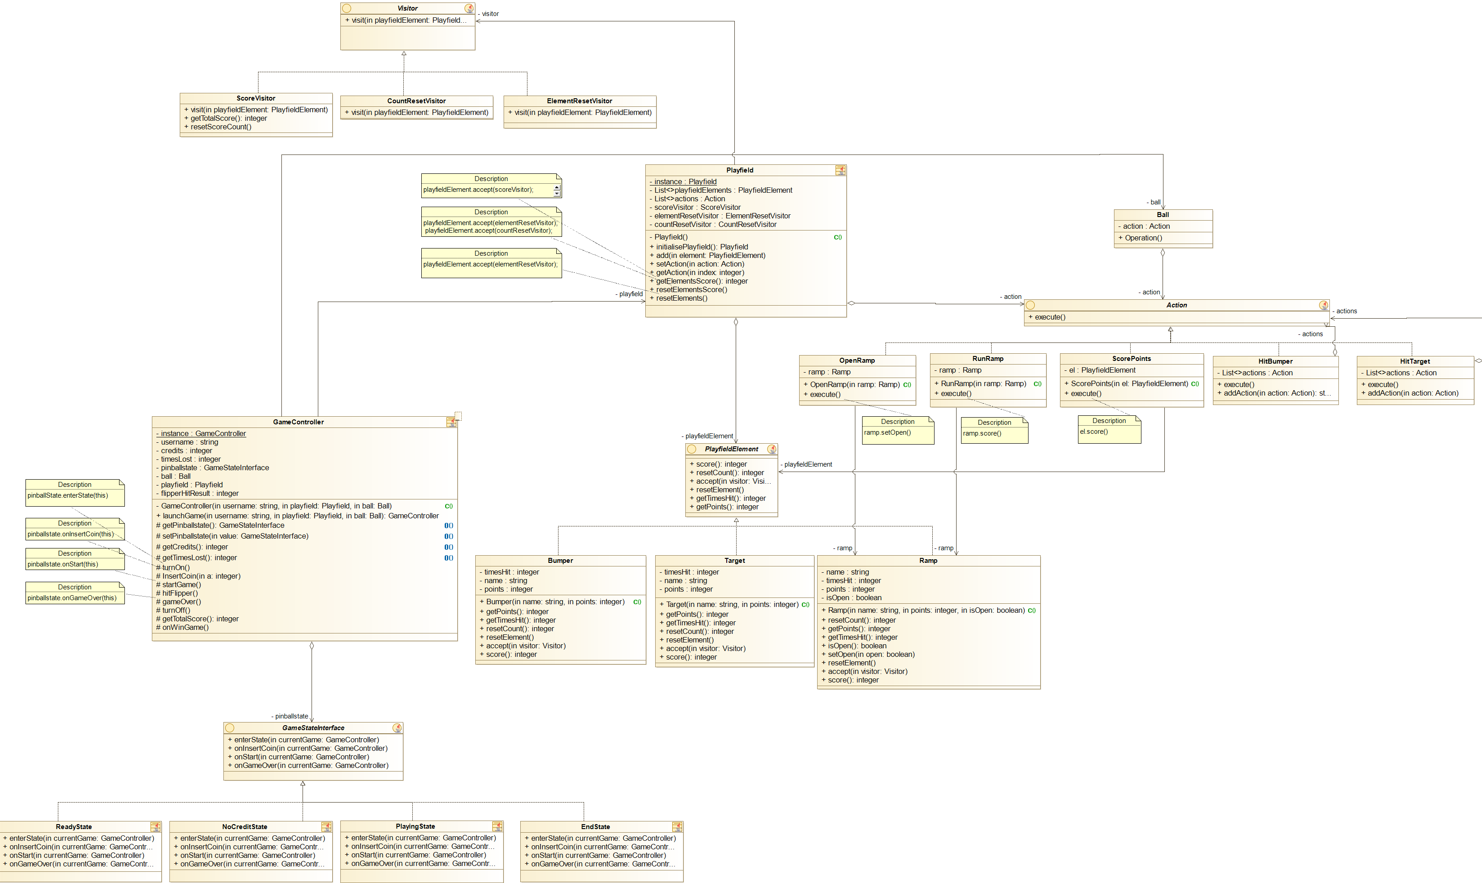 Visitor
- visitor
+ visit(in playfieldElement: Playfield...
ScoreVisitor
+ visit(in playfieldElement: PlayfieldElement)
+ getTotalScore(): integer
+ resetScoreCount()
CountResetVisitor
+ visit(in playfieldElement: PlayfieldElement)
ElementResetVisitor
+ visit(in playfieldElement: PlayfieldElement)
Description
playfieldElement.accept(scoreVisitor);
Description
playfieldElement.accept(elementResetVisitor);
playfieldElement.accept(countResetVisitor);
Description
playfieldElement.accept(elementResetVisitor);
Playfield
- instance : Playfield
- List<>playfieldElements : PlayfieldElement
- List<>actions : Action
- scoreVisitor : ScoreVisitor
- elementResetVisitor : ElementResetVisitor
- countResetVisitor : CountResetVisitor
- Playfield()
+ initialisePlayfield(): Playfield
+ add(in element: PlayfieldElement)
+ setAction(in action: Action)
+ getAction(in index: integer)
+ getElementsScore(): integer
+ resetElementsScore()
+ resetElements()
- playfield
- ball
Ball
- action : Action
+ Operation()
- action
- action
Action
+ execute()
- actions
- actions
OpenRamp
- ramp : Ramp
+ OpenRamp(in ramp: Ramp)
+ execute()
Description
ramp.setOpen()
RunRamp
- ramp : Ramp
+ RunRamp(in ramp: Ramp)
+ execute()
Description
ramp.score()
ScorePoints
- el : PlayfieldElement
+ ScorePoints(in el: PlayfieldElement)
+ execute()
Description
el.score()
HitBumper
- List<>actions : Action
+ execute()
+ addAction(in action: Action): st...
HitTarget
- List<>actions : Action
+ execute()
+ addAction(in action: Action)
GameController
- instance : GameController
- username : string
- credits : integer
- timesLost : integer
- pinballstate : GameStateInterface
- ball : Ball
- playfield : Playfield
- flipperHitResult : integer
- GameController(in username: string, in playfield: Playfield, in ball: Ball)
+ launchGame(in username: string, in playfield: Playfield, in ball: Ball): GameController
# getPinballstate(): GameStateInterface
# setPinballstate(in value: GameStateInterface)
# getCredits(): integer
# getTimesLost(): integer
# turnOn()
# InsertCoin(in a: integer)
# startGame()
# hitFlipper()
# gameOver()
# turnOff()
# getTotalScore(): integer
# onWinGame()
Description
pinballState.enterState(this)
Description
pinballstate.onInsertCoin(this)
Description
pinballstate.onStart(this)
Description
pinballstate.onGameOver(this)
- playfieldElement
PlayfieldElement
+ score(): integer
+ resetCount(): integer
+ accept(in visitor: Visi...
+ resetElement()
+ getTimesHit(): integer
+ getPoints(): integer
- playfieldElement
- ramp
- ramp
Bumper
- timesHit : integer
- name : string
- points : integer
+ Bumper(in name: string, in points: integer)
+ getPoints(): integer
+ getTimesHit(): integer
+ resetCount(): integer
+ resetElement()
+ accept(in visitor: Visitor)
+ score(): integer
Target
- timesHit : integer
- name : string
- points : integer
+ Target(in name: string, in points: integer)
+ getPoints(): integer
+ getTimesHit(): integer
+ resetCount(): integer
+ resetElement()
+ accept(in visitor: Visitor)
+ score(): integer
Ramp
- name : string
- timesHit : integer
- points : integer
- isOpen : boolean
+ Ramp(in name: string, in points: integer, in isOpen: boolean)
+ resetCount(): integer
+ getPoints(): integer
+ getTimesHit(): integer
+ isOpen(): boolean
+ setOpen(in open: boolean)
+ resetElement()
+ accept(in visitor: Visitor)
+ score(): integer
- pinballstate
GameStateInterface
+ enterState(in currentGame: GameController)
+ onInsertCoin(in currentGame: GameController)
+ onStart(in currentGame: GameController)
+ onGameOver(in currentGame: GameController)
ReadyState
+ enterState(in currentGame: GameController)
+ onInsertCoin(in currentGame: GameContr...
+ onStart(in currentGame: GameController)
+ onGameOver(in currentGame: GameContr...
NoCreditState
+ enterState(in currentGame: GameController)
+ onInsertCoin(in currentGame: GameContr...
+ onStart(in currentGame: GameController)
+ onGameOver(in currentGame: GameContr...
PlayingState
+ enterState(in currentGame: GameController)
+ onInsertCoin(in currentGame: GameContr...
+ onStart(in currentGame: GameController)
+ onGameOver(in currentGame: GameContr...
EndState
+ enterState(in currentGame: GameController)
+ onInsertCoin(in currentGame: GameContr...
+ onStart(in currentGame: GameController)
+ onGameOver(in currentGame: GameContr...